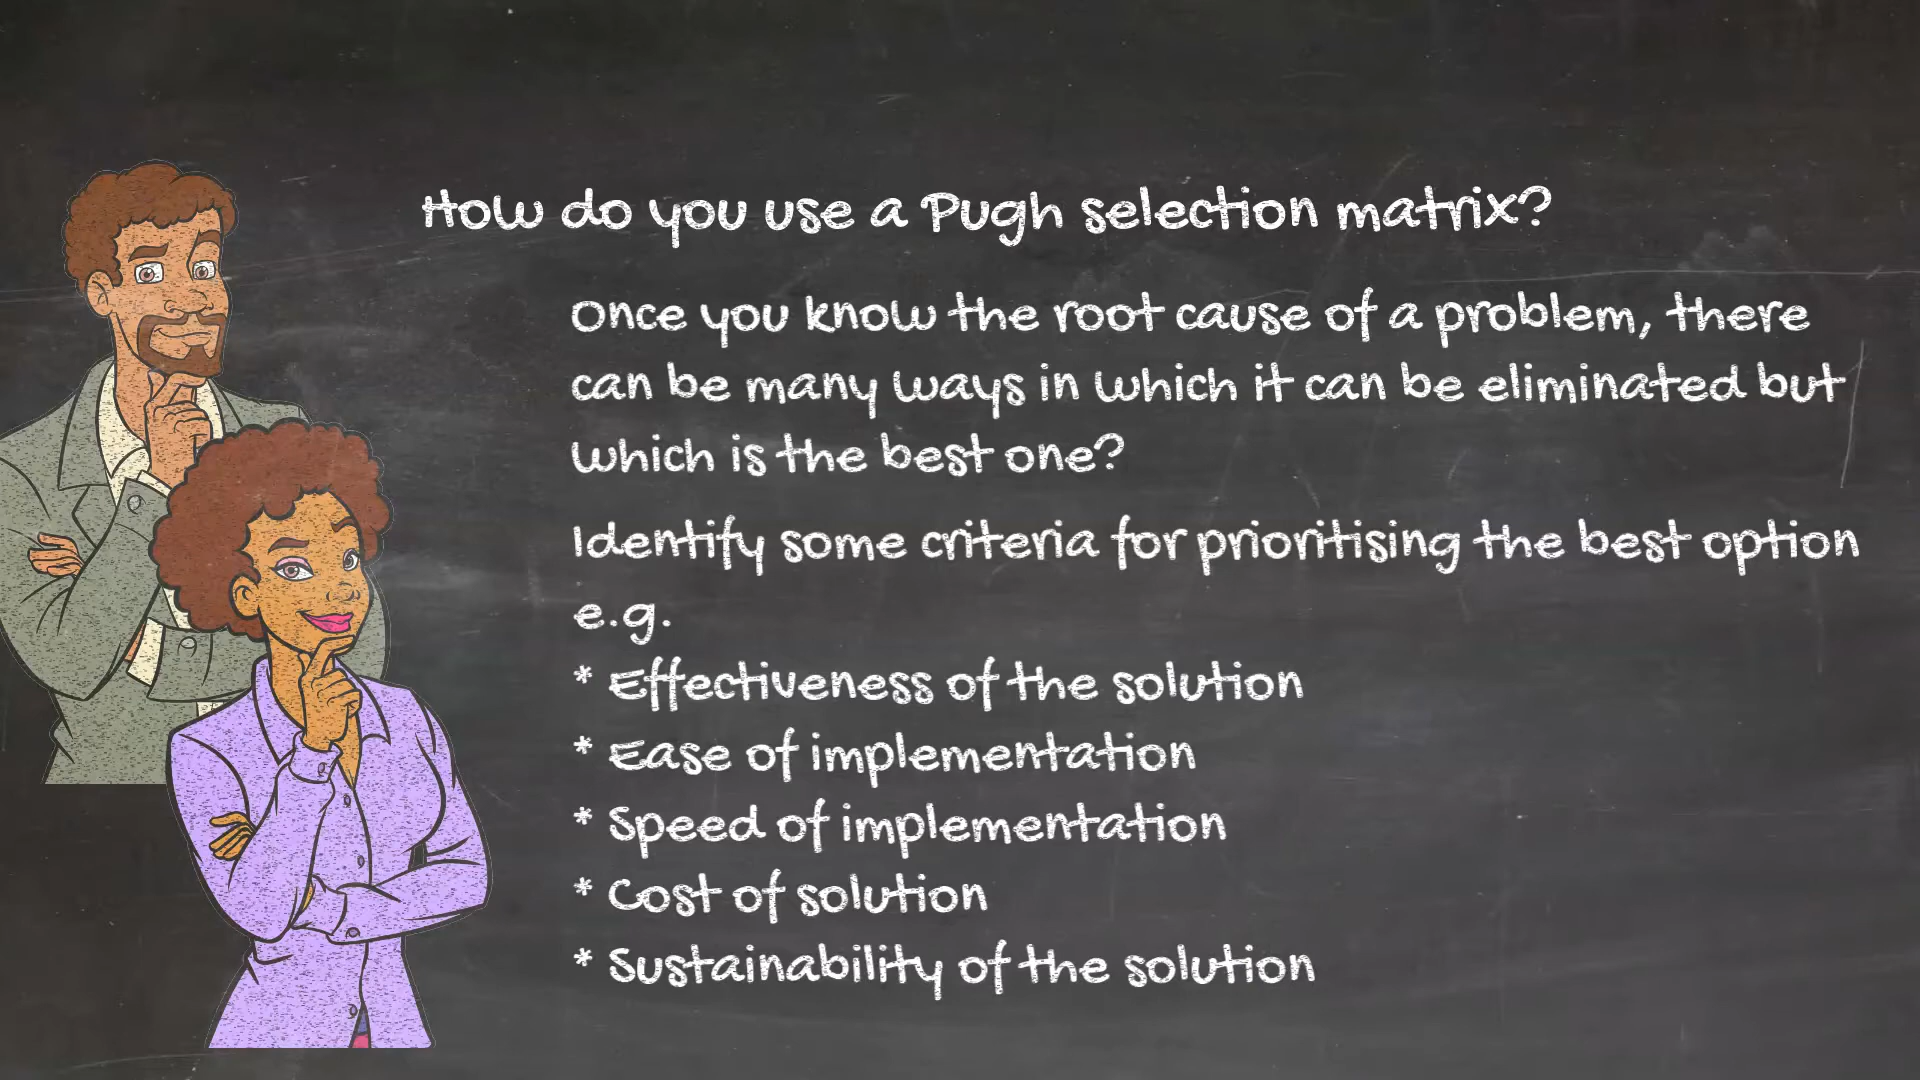 How do you use a Pugh selection matrix?
Once you know the root cause of a problem, there
can be many ways in which it can be eliminated but
which is the best one?
Identify some criteria for prioritising the best option
e.g.
* Effectiveness of the solution
* Ease of implementation
* Speed of implementation
* Cost of solution
* Sustainability of the solution